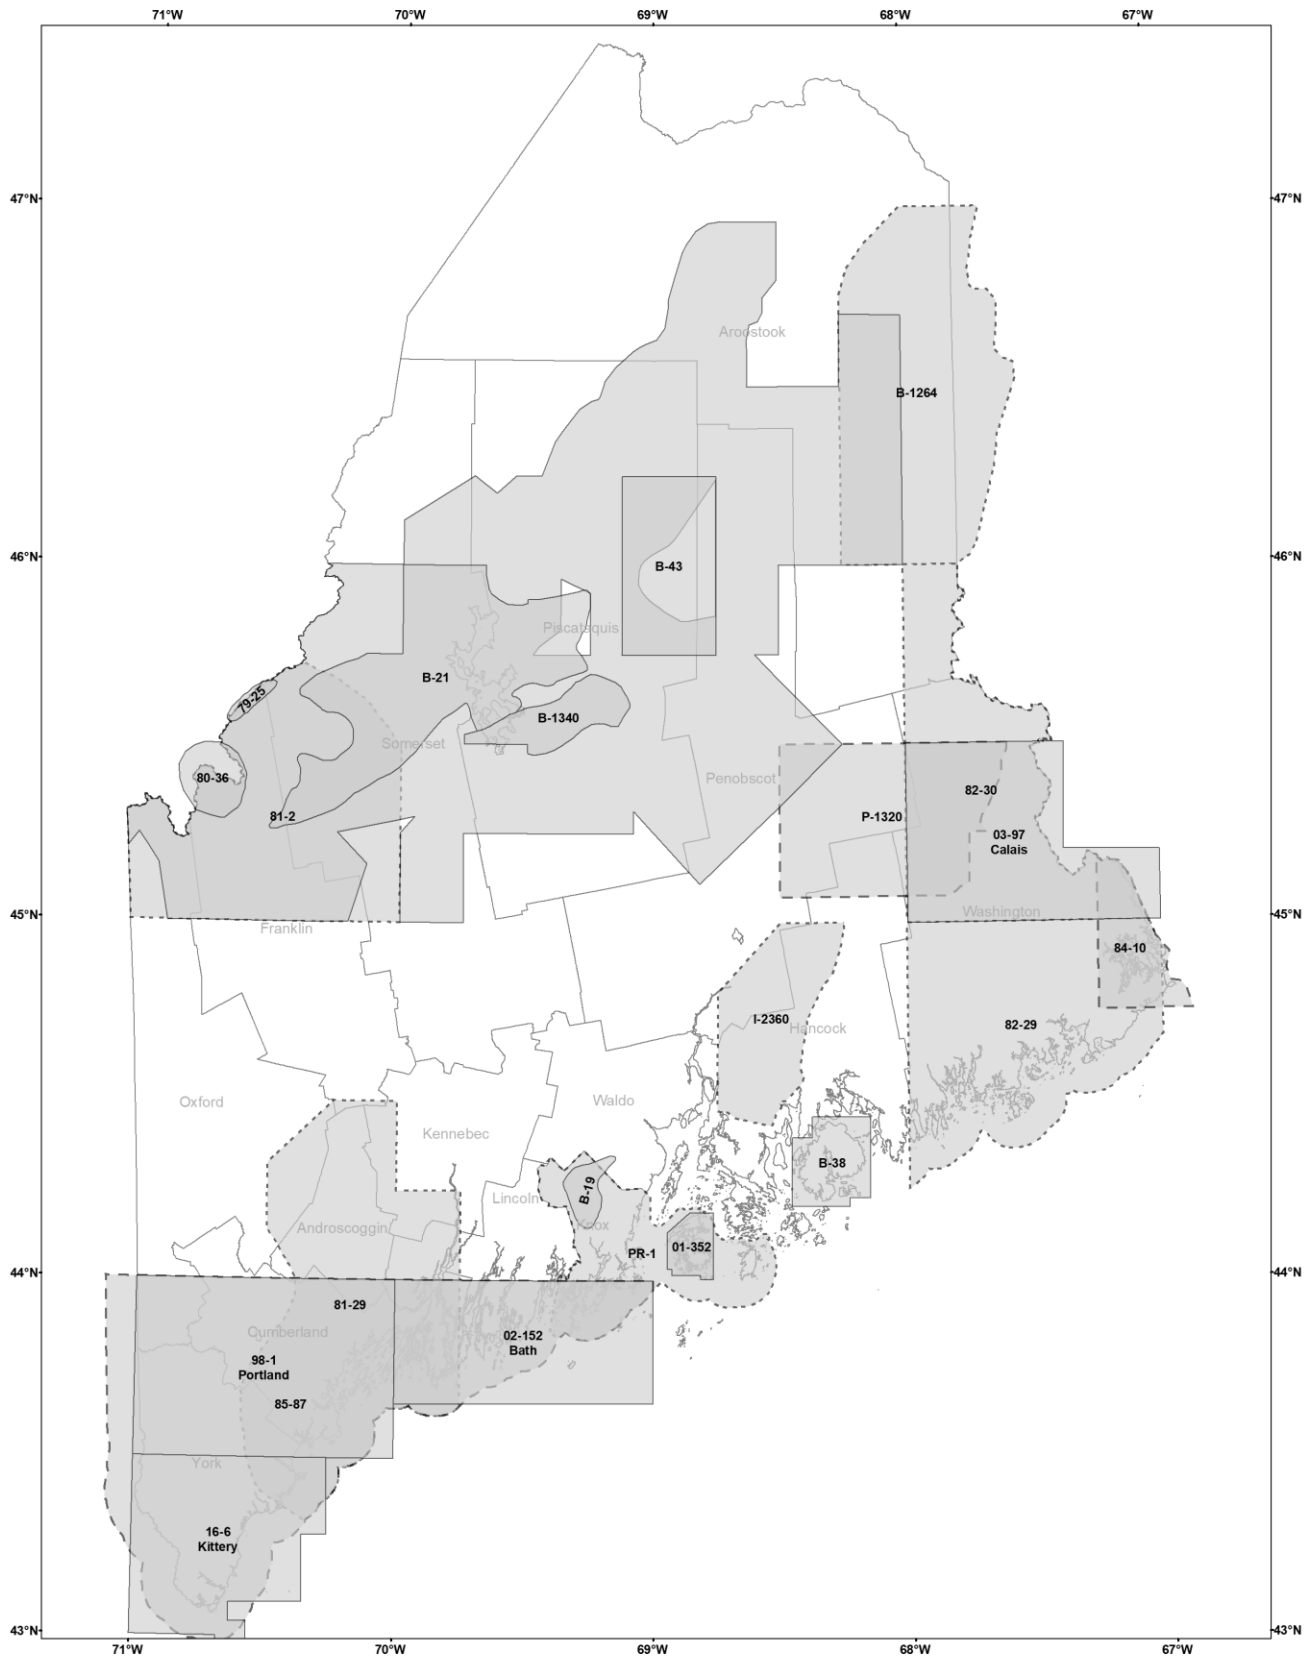 71°W 70°W 69°W 68°W 67°W
47°N 47°N
Aroostook
B-1264
46°N 46°N
B-43
Piscataquis
B-21
79-25
B-1340
Somerset
80-36
Penobscot
82-30
81-2
P-1320
03-97
Calais
45°N 45°N
Washington
Franklin
84-10
I-2360
82-29
Hancock
Oxford
Waldo
Kennebec
B-38
B-19
Lincoln
Knox
Androscoggin
01-352
PR-1
44°N 44°N
81-29
Cumberland
02-152
Bath
98-1
Portland
85-87
York
16-6
Kittery
43°N 43°N
71°W 70°W 69°W 68°W 67°W